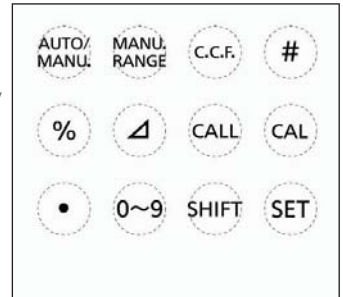 AUTO/ MANU. C.C.F. #
MANU. RANGE
% ⊿ CALL CAL
• 0～9 SHIFT SET